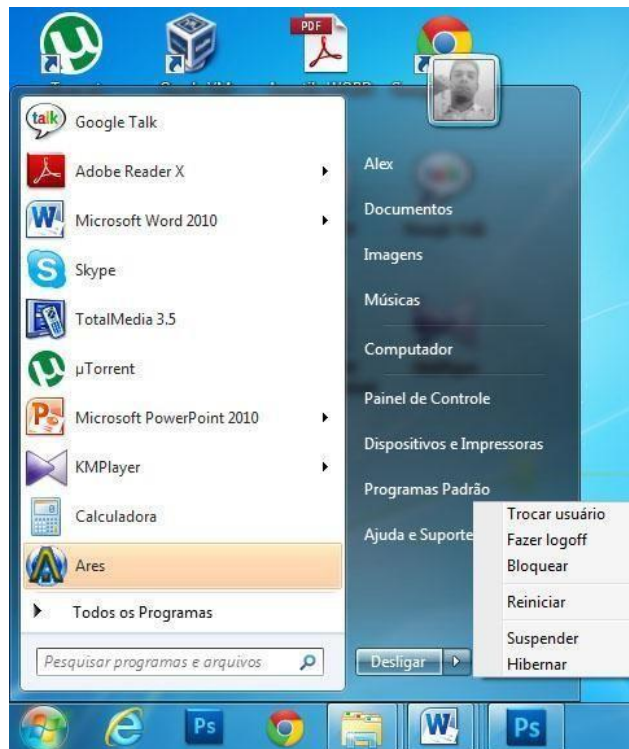 PDF
talk
Google Talk
Adobe Reader X
Microsoft Word 2010
Skype
TotalMedia 3.5
µTorrent
Microsoft PowerPoint 2010
KMPlayer
Calculadora
Ares
Todos os Programas
Pesquisar programas e arquivos
Alex
Documentos
Imagens
Músicas
Computador
Painel de Controle
Dispositivos e Impressoras
Programas Padrão
Ajuda e Suporte
Desligar
Trocar usuário
Fazer logoff
Bloquear
Reiniciar
Suspender
Hibernar
Ps
W
Ps